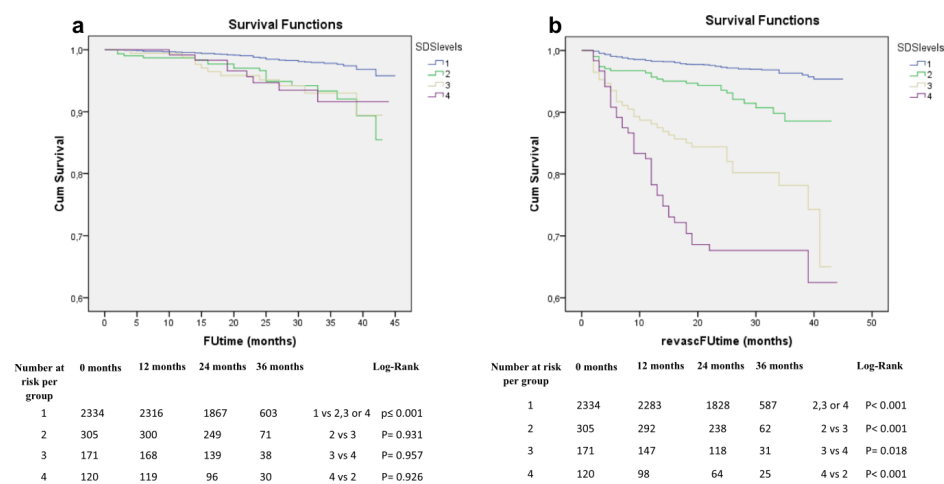 a
Survival Functions
SDSlevels
1
2
3
4
1,0
0,9
0,8
0,7
0,6
Cum Survival
0 5 10 15 20 25 30 35 40 45
FUtime (months)
Number at risk per group 0 months 12 months 24 months 36 months Log-Rank
1 2334 2316 1867 603 1 vs 2,3 or 4 p≤ 0.001
2 305 300 249 71 2 vs 3 P= 0.931
3 171 168 139 38 3 vs 4 P= 0.957
4 120 119 96 30 4 vs 2 P= 0.926
b
Survival Functions
SDSlevels
1
2
3
4
1,0
0,9
0,8
0,7
0,6
Cum Survival
0 10 20 30 40 50
revascFUtime (months)
Number at risk per group 0 months 12 months 24 months 36 months Log-Rank
1 2334 2283 1828 587 2,3 or 4 P< 0.001
2 305 292 238 62 2 vs 3 P< 0.001
3 171 147 118 31 3 vs 4 P= 0.018
4 120 98 64 25 4 vs 2 P< 0.001